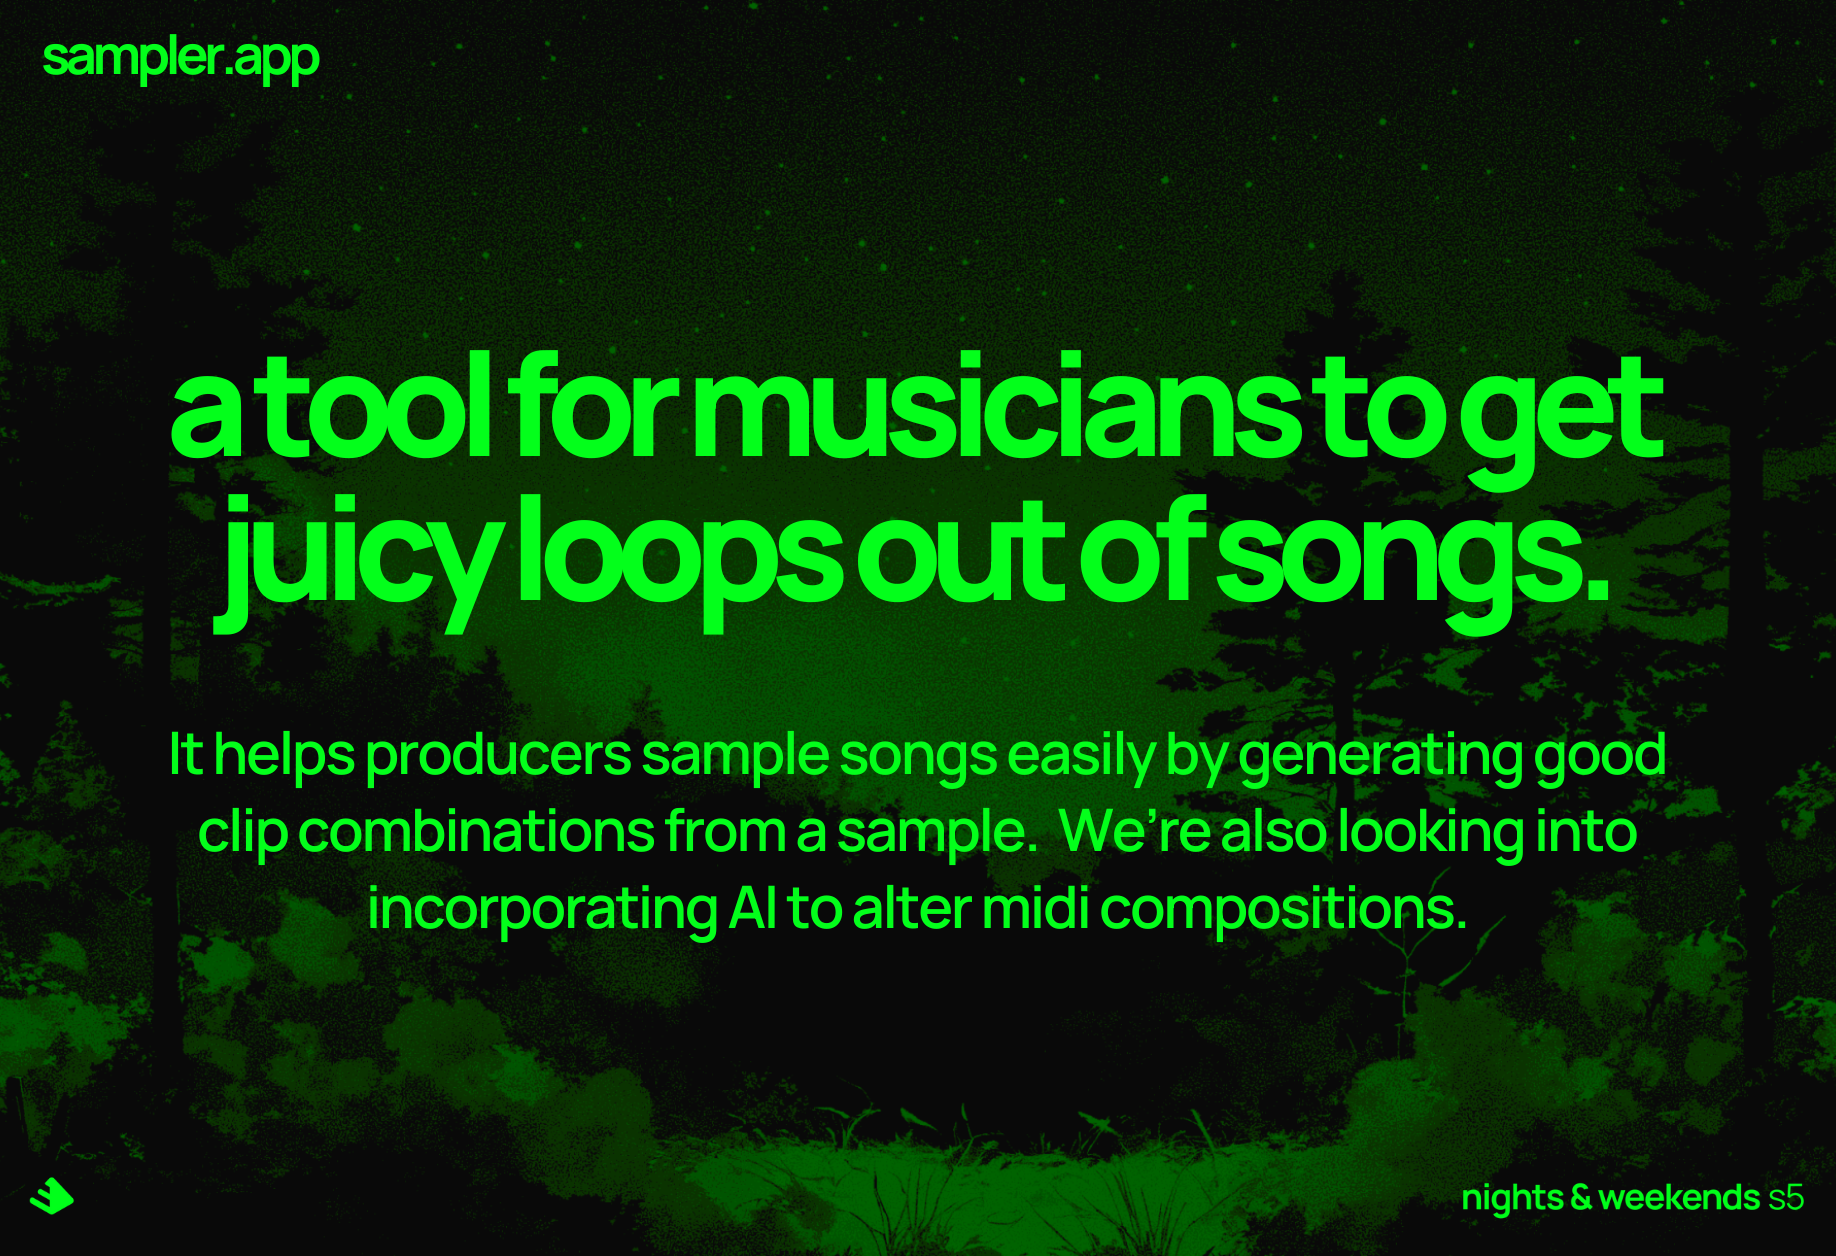 sampler.app
a tool for musicians to get
juicy loops out of songs.
It helps producers sample songs easily by generating good
clip combinations from a sample.  We’re also looking into
incorporating AI to alter midi compositions.
nights & weekends s5